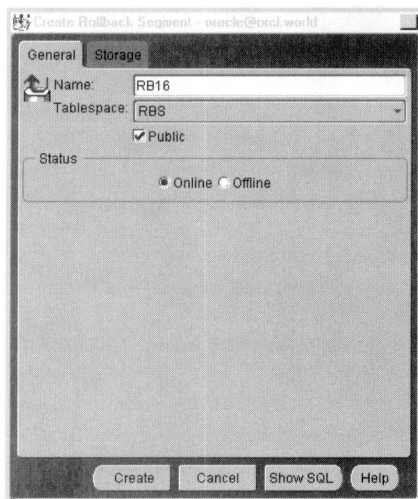 Create Rollback Segment - oracle@orcl.world
General Storage
Name: RB16
Tablespace: RBS
Public
Status
Online Offline
Create Cancel Show SQL Help